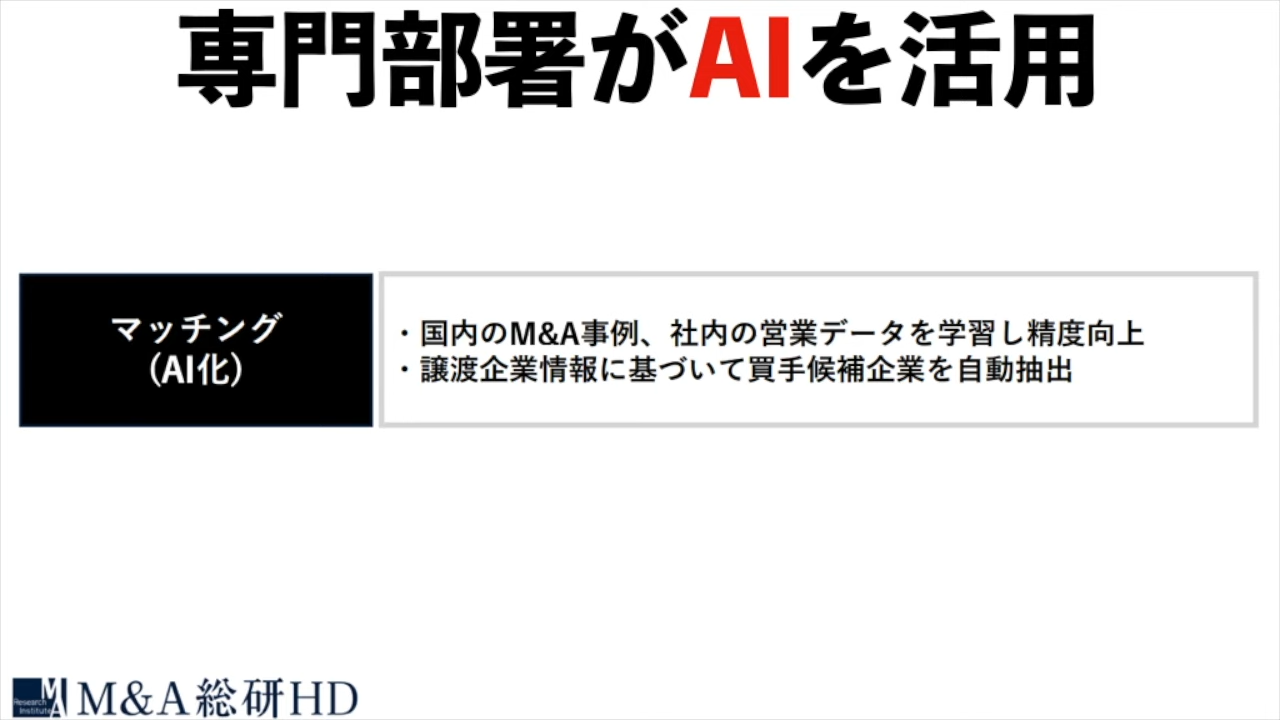 専門部署がAIを活用
マッチング
(AI化)
・国内のM&A事例、社内の営業データを学習し精度向上
・譲渡企業情報に基づいて買手候補企業を自動抽出
M&A
Research
Institute
M&A総研HD